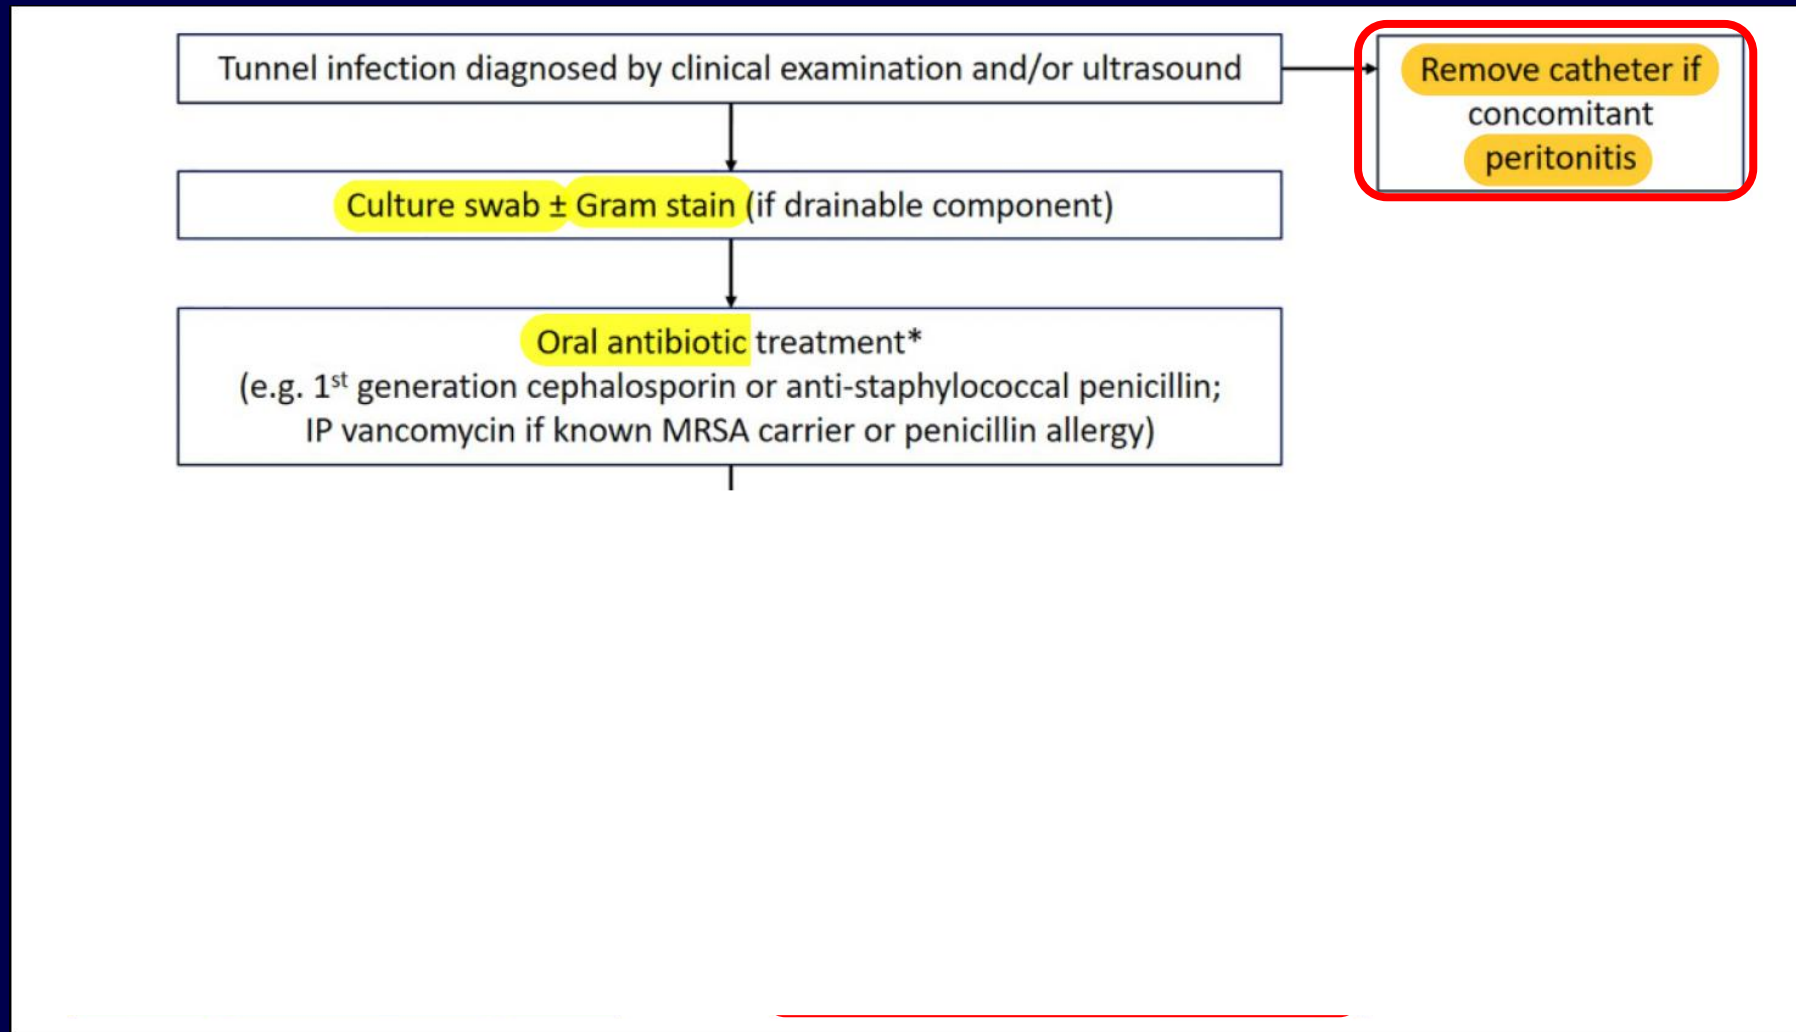 Tunnel infection diagnosed by clinical examination and/or ultrasound
Remove catheter if
concomitant
peritonitis
Culture swab ± Gram stain (if drainable component)
Oral antibiotic treatment*
(e.g. 1st generation cephalosporin or anti-staphylococcal penicillin;
IP vancomycin if known MRSA carrier or penicillin allergy)